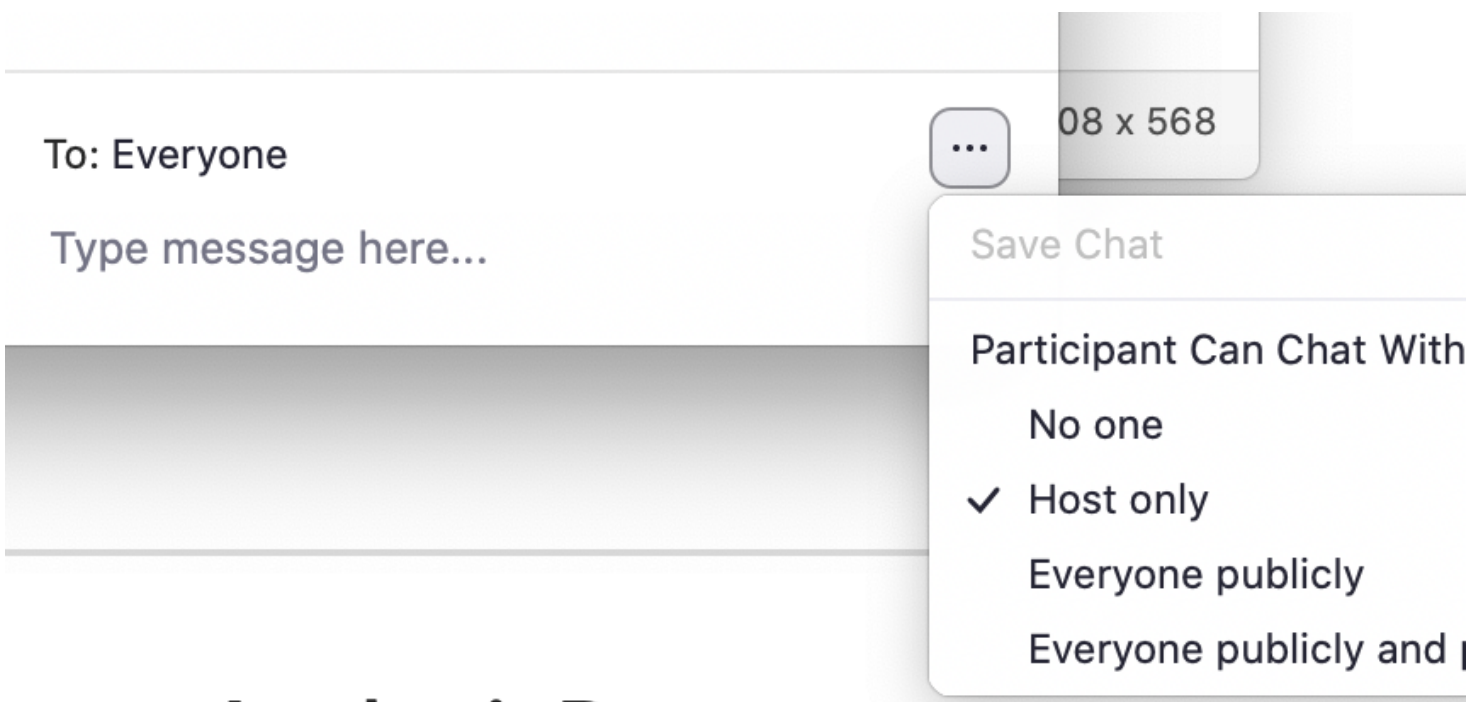 08 x 568
To: Everyone
...
Type message here...
Save Chat
Participant Can Chat With
No one
Host only
Everyone publicly
Everyone publicly and